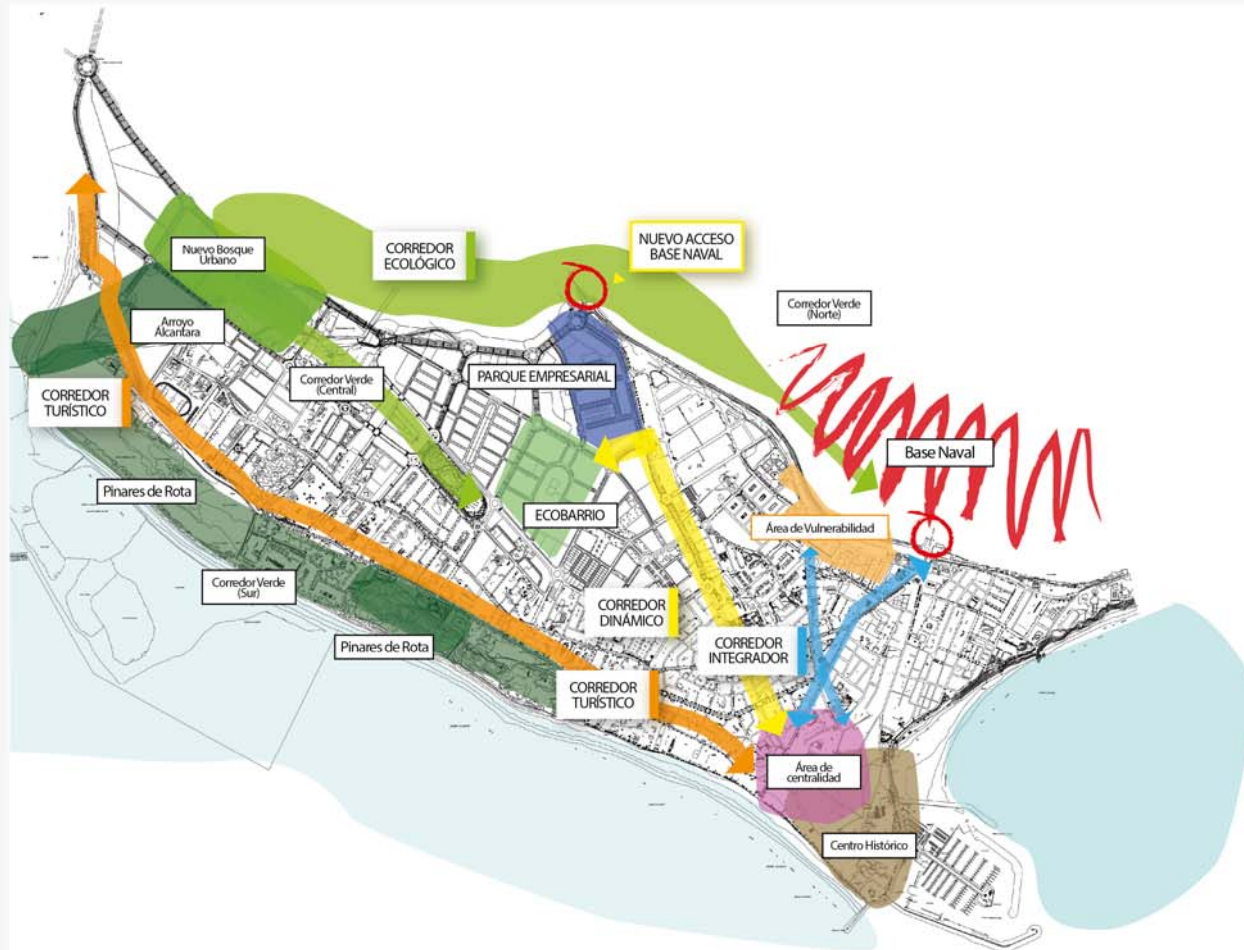 NUEVO ACCESO
BASE NAVAL
Nuevo Bosque
Urbano
CORREDOR
ECOLÓGICO
Corredor Verde
(Norte)
Arroyo
Alcantara
PARQUE EMPRESARIAL
Corredor Verde
(Central)
CORREDOR
TURÍSTICO
Base Naval
Pinares de Rota
ECOBARRIO
Área de Vulnerabilidad
Corredor Verde
(Sur)
CORREDOR
DINÁMICO
CORREDOR
INTEGRADOR
Pinares de Rota
CORREDOR
TURÍSTICO
Área de
centralidad
Centro Histórico